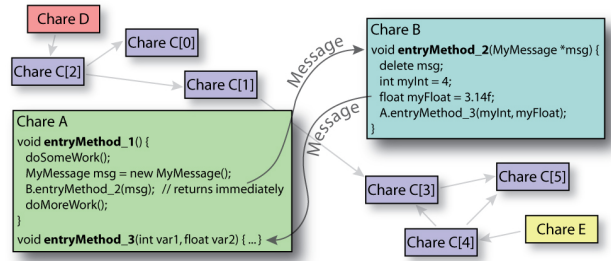 Chare D
Chare C[0]
Chare C[2]
Chare C[1]
Chare A
void entryMethod_1() {
doSomeWork();
MyMessage msg = new MyMessage();
B.entryMethod_2(msg);  // returns immediately
doMoreWork();
}
void entryMethod_3(int var1, float var2) { ... }
Message
Message
Chare B
void entryMethod_2(MyMessage *msg) {
delete msg;
int myInt = 4;
float myFloat = 3.14f;
A.entryMethod_3(myInt, myFloat);
}
Chare C[3]
Chare C[5]
Chare C[4]
Chare E